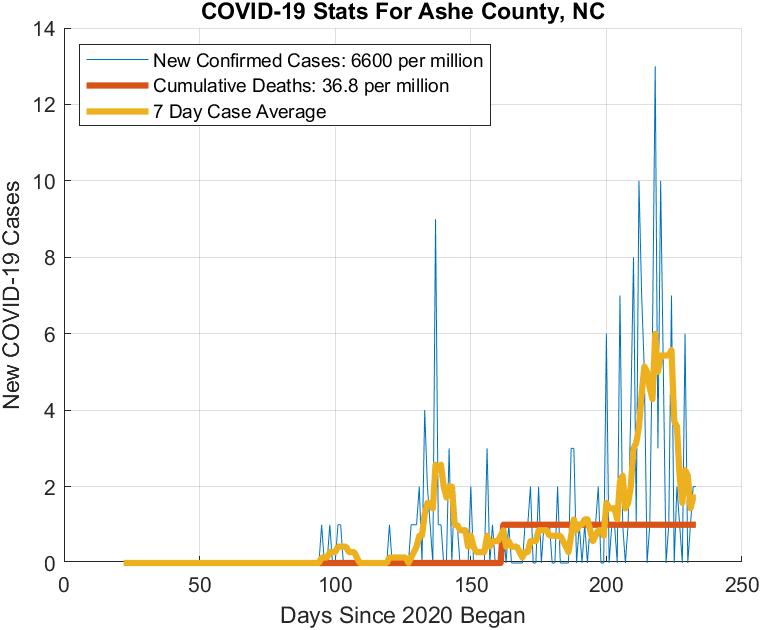 COVID-19 Stats For Ashe County, NC
New Confirmed Cases: 6600 per million
Cumulative Deaths: 36.8 per million
7 Day Case Average
New COVID-19 Cases
14
12
10
8
6
4
2
0
0 50 100 150 200 250
Days Since 2020 Began